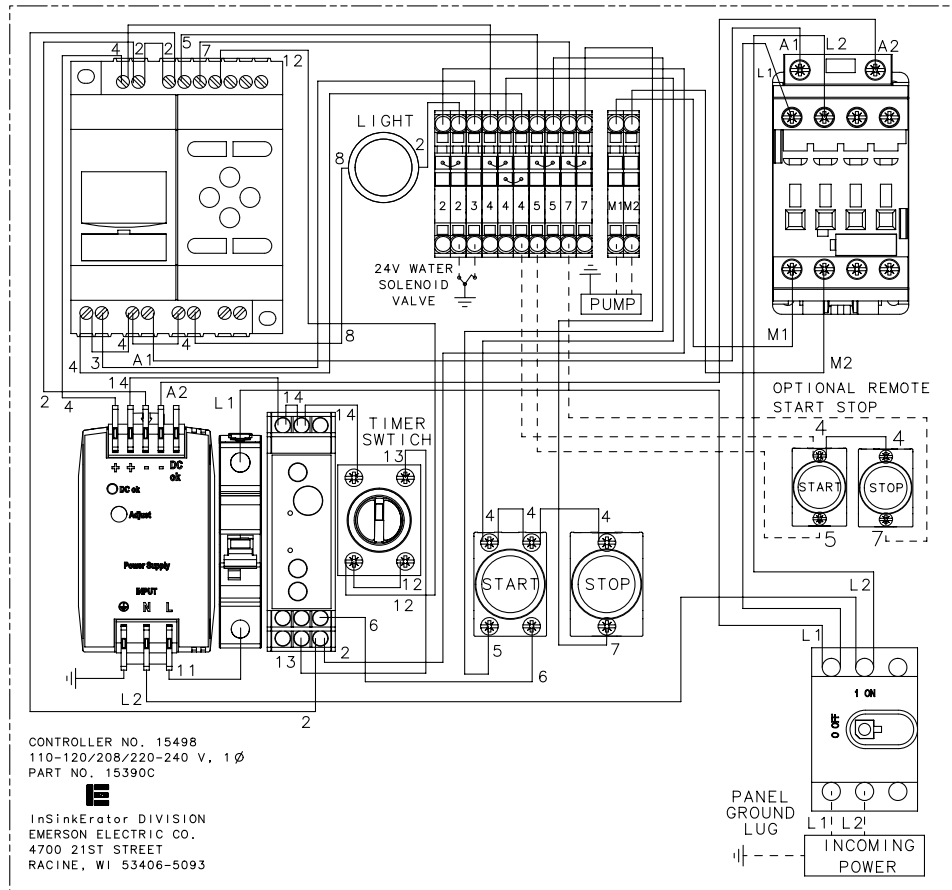 4 2 2 5 7 12
LIGHT
8 2
2 2 3 4 4 4 5 5 7 7 M1 M2
24V WATER
SOLENOID
VALVE
PUMP
A1 L2 A2
L1
M1
M2
8
4 3 4 A1 4
2 4 14 A2
L1
14 14
TIMER
SWTICH
13
+ + - - DC
ok
DC ok
Adjust
Power Supply
INPUT
N L
12
12
6
13 2
11
L2
2
4 4 4
START
STOP
5 6 7
OPTIONAL REMOTE
START STOP
4 4
START
STOP
5 7
L2
L1
1 ON
0 OFF
L1 L2
PANEL
GROUND
LUG
INCOMING
POWER
CONTROLLER NO. 15498
110-120/208/220-240 V, 1Ø
PART NO. 15390C
InSinkErator DIVISION
EMERSON ELECTRIC CO.
4700 21ST STREET
RACINE, WI 53406-5093